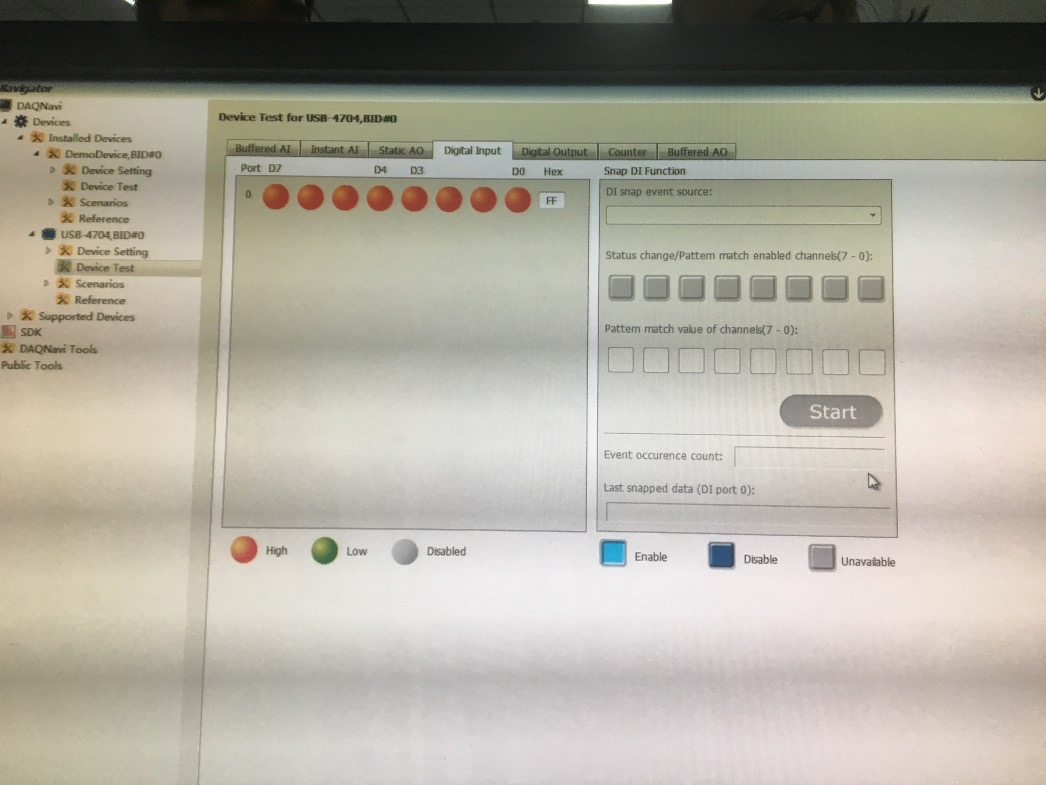 Navigator
DAQNavi
Devices
Installed Devices
DemoDevice,BID#0
Device Setting
Device Test
Scenarios
Reference
USB-4704,BID#0
Device Setting
Device Test
Scenarios
Reference
Supported Devices
SDK
DAQNavi Tools
Public Tools
Device Test for USB-4704,BID#0
Buffered AI Instant AI Static AO Digital Input Digital Output Counter Buffered AO
Port D7 D4 D3 D0 Hex
0 FF
High Low Disabled
Snap DI Function
DI snap event source:
Status change/Pattern match enabled channels(7 - 0):
Pattern match value of channels(7 - 0):
Start
Event occurence count:
Last snapped data (DI port 0):
Enable Disable Unavailable